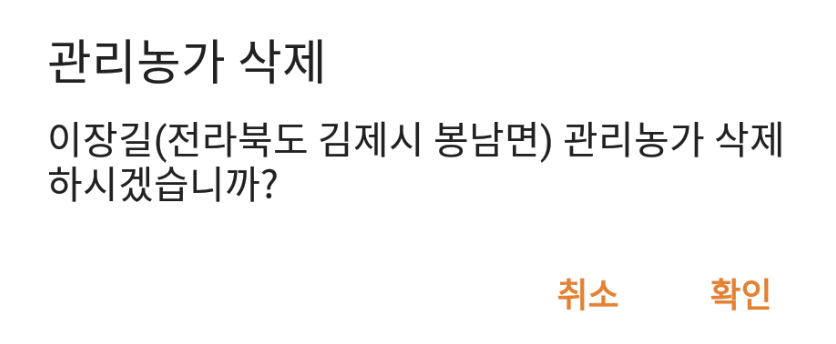 관리농가 삭제
이장길(전라북도 김제시 봉남면) 관리농가 삭제
하시겠습니까?
취소 확인